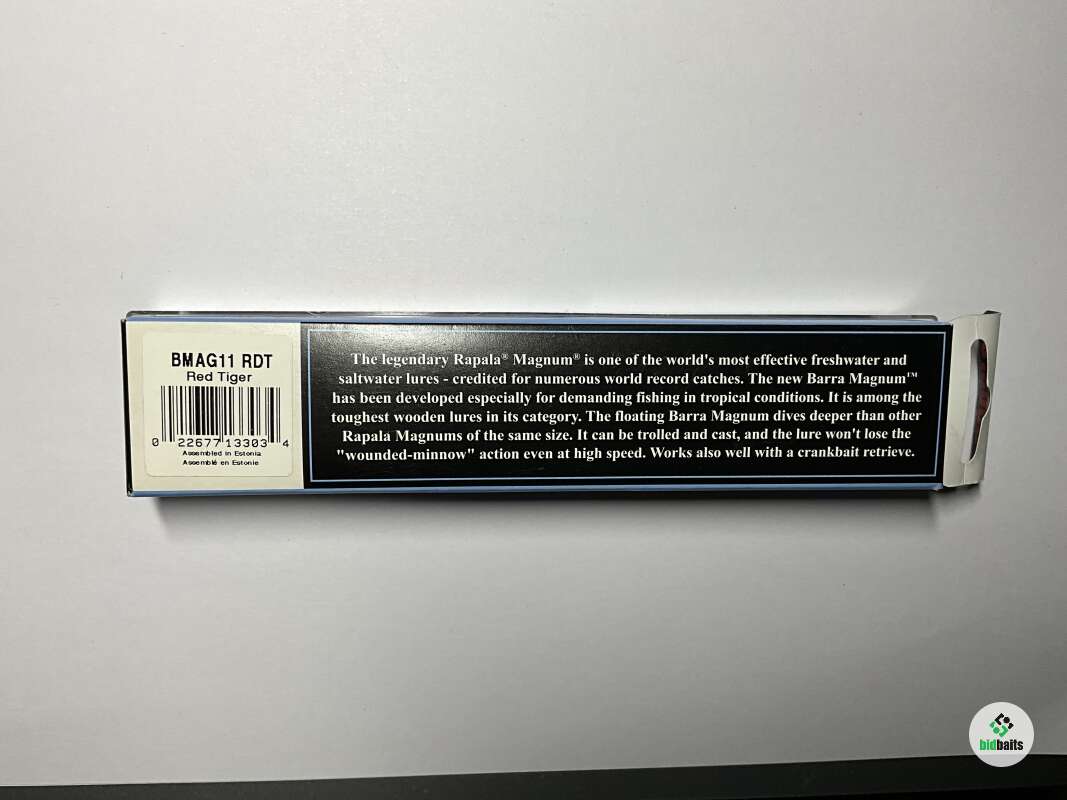 BMAG11 RDT
Red Tiger
0 22677 13303 4
Assembled in Estonia
Assemblé en Estonie
The legendary Rapala® Magnum® is one of the world's most effective freshwater and
saltwater lures - credited for numerous world record catches. The new Barra Magnum™
has been developed especially for demanding fishing in tropical conditions. It is among the
toughest wooden lures in its category. The floating Barra Magnum dives deeper than other
Rapala Magnums of the same size. It can be trolled and cast, and the lure won't lose the
"wounded-minnow" action even at high speed. Works also well with a crankbait retrieve.
bidbaits